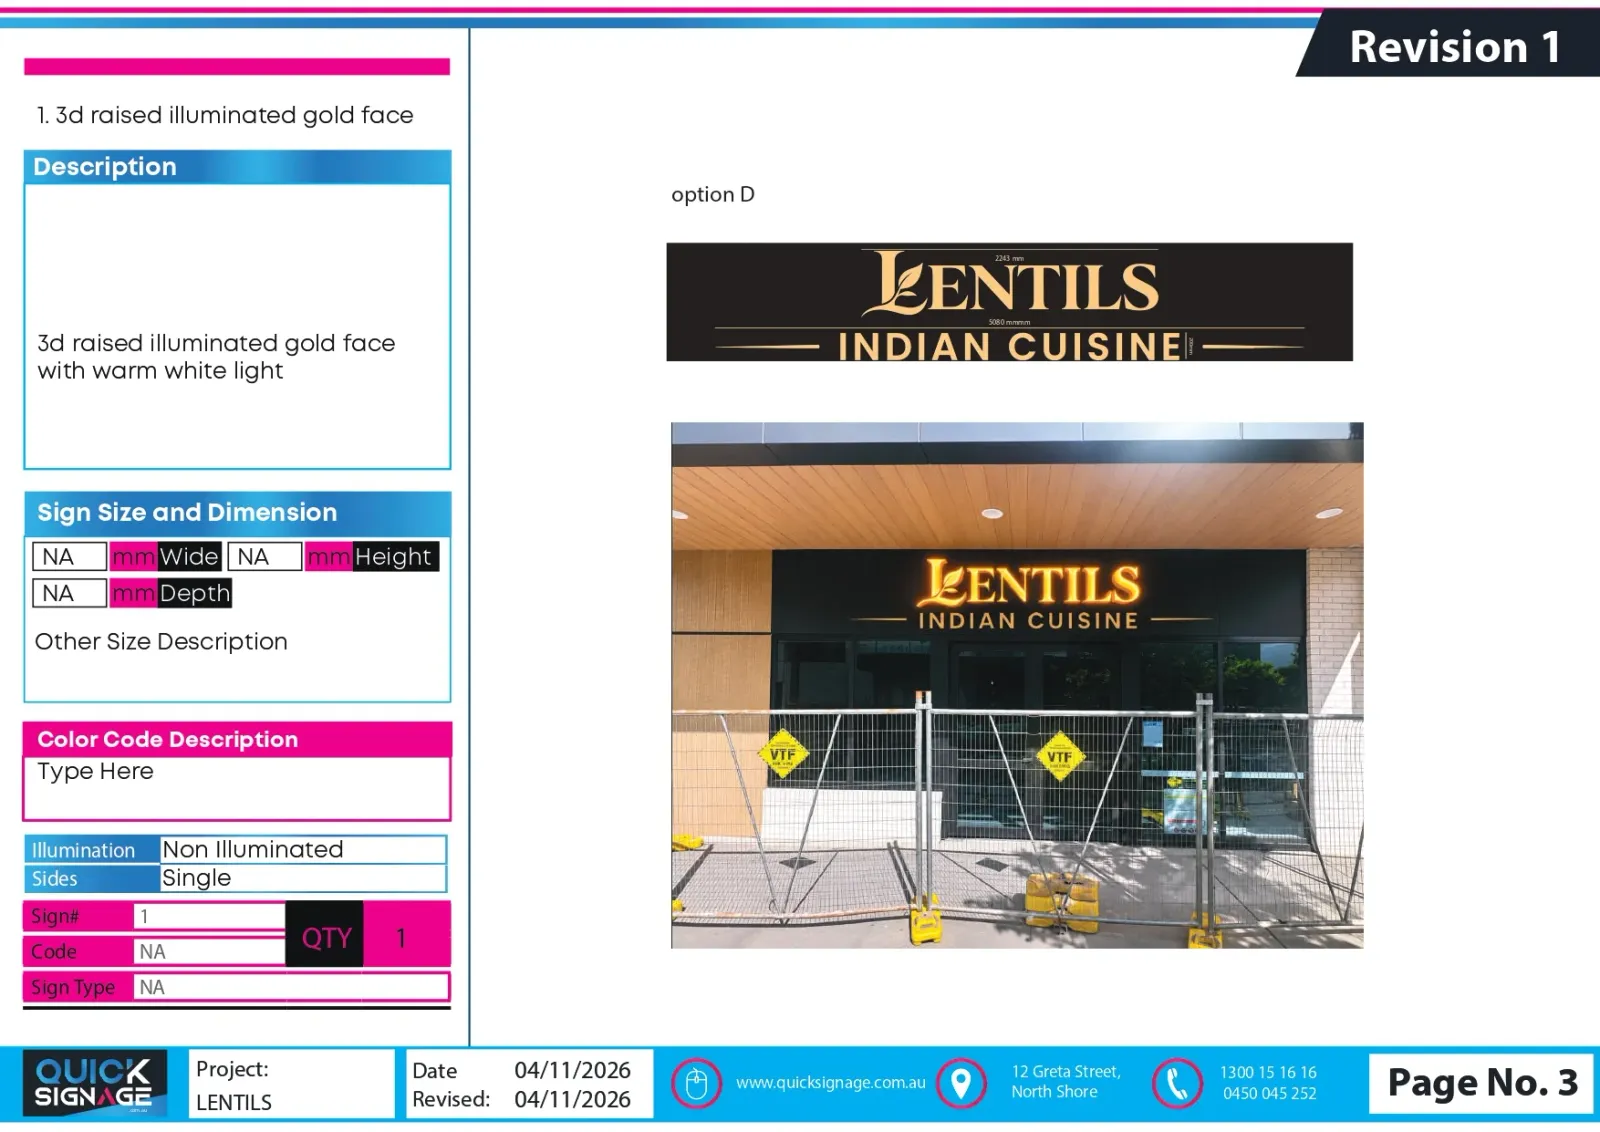 Revision 1
1. 3d raised illuminated gold face
Description
3d raised illuminated gold face
with warm white light
Sign Size and Dimension
NA mm Wide NA mm Height
NA mm Depth
Other Size Description
Color Code Description
Type Here
Illumination Non Illuminated
Sides Single
Sign# 1
QTY 1
Code NA
Sign Type NA
option D
2243 mm
LENTILS
5080 mmmm
INDIAN CUISINE
LENTILS
INDIAN CUISINE
VTF
VTF
QUICK
SIGNAGE
.com.au
Project:
LENTILS
Date 04/11/2026
Revised: 04/11/2026
www.quicksignage.com.au
12 Greta Street,
North Shore
1300 15 16 16
0450 045 252
Page No. 3